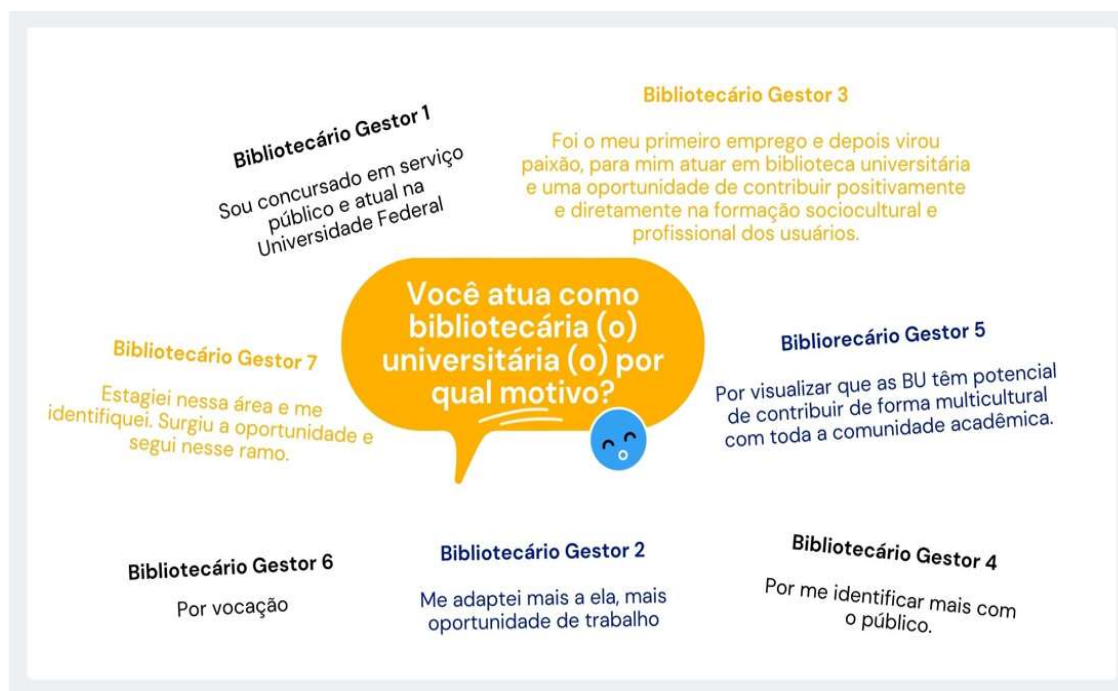 Bibliotecário Gestor 1
Sou concursado em serviço
público e atual na
Universidade Federal
Bibliotecário Gestor 3
Foi o meu primeiro emprego e depois virou
paixão, para mim atuar em biblioteca universitária
e uma oportunidade de contribuir positivamente
e diretamente na formação sociocultural e
profissional dos usuários.
Você atua como
bibliotecária (o)
universitária (o) por
qual motivo?
Bibliotecário Gestor 7
Estagiei nessa área e me
identifiquei. Surgiu a oportunidade e
segui nesse ramo.
Bibliorecário Gestor 5
Por visualizar que as BU têm potencial
de contribuir de forma multicultural
com toda a comunidade acadêmica.
Bibliotecário Gestor 6
Por vocação
Bibliotecário Gestor 2
Me adaptei mais a ela, mais
oportunidade de trabalho
Bibliotecário Gestor 4
Por me identificar mais com
o público.